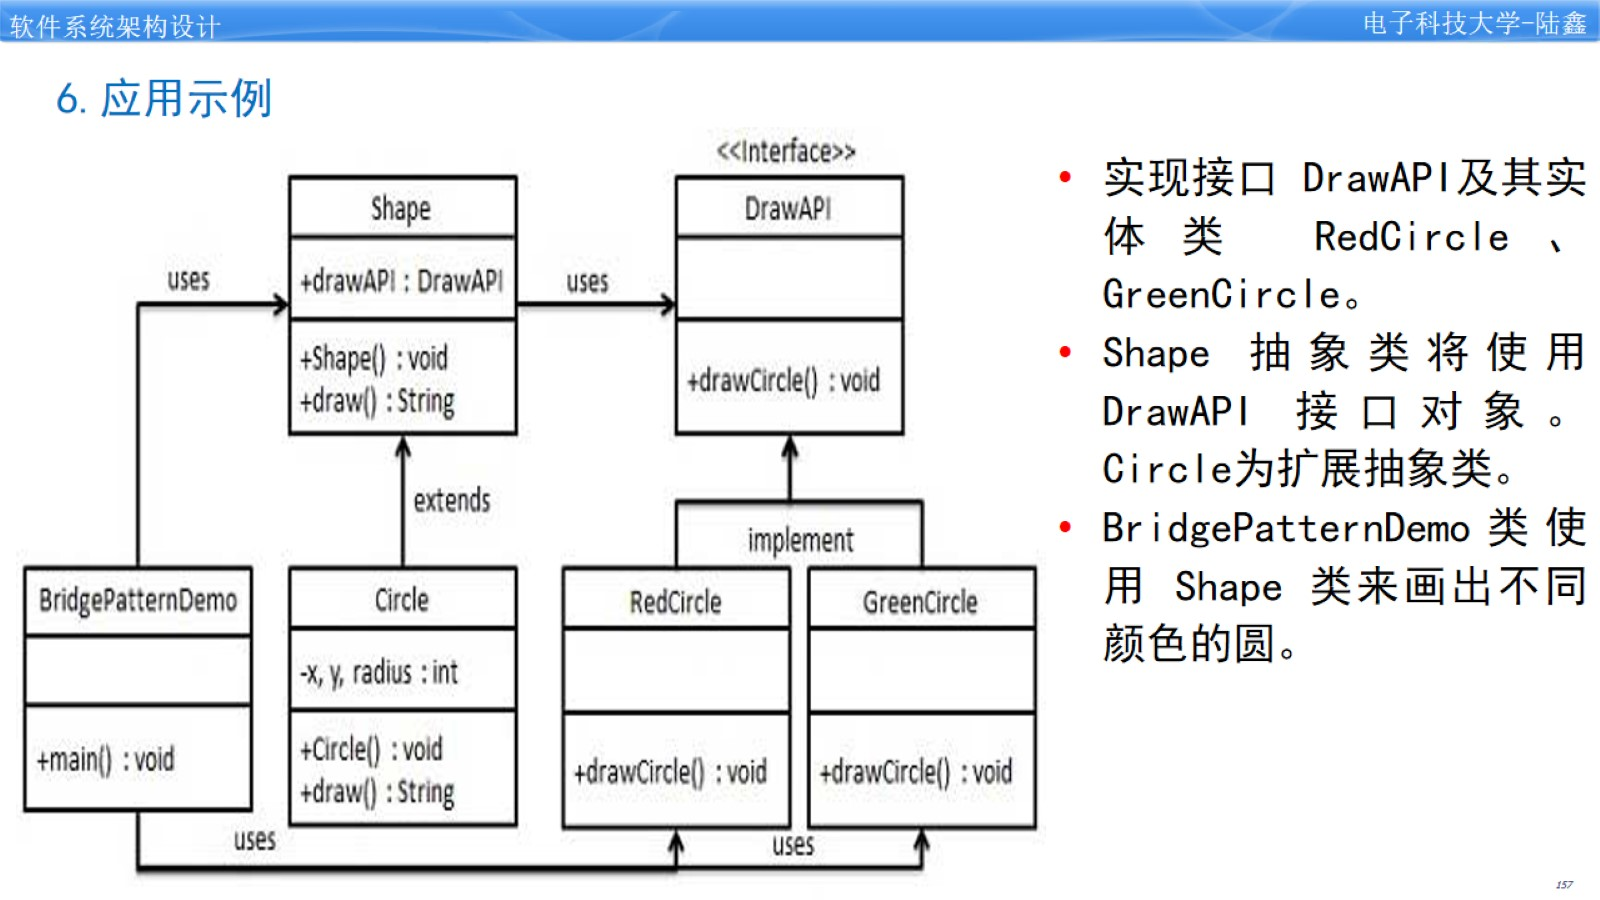 软件系统架构设计
电子科技大学-陆鑫
6.应用示例
<<Interface>>
Shape
+drawAPI : DrawAPI
+Shape() : void
+draw() : String
DrawAPI
+drawCircle() : void
uses
uses
extends
implement
BridgePatternDemo
+main() : void
Circle
-x, y, radius : int
+Circle() : void
+draw() : String
RedCircle
+drawCircle() : void
GreenCircle
+drawCircle() : void
uses
uses
• 实现接口 DrawAPI及其实
体类 RedCircle、
GreenCircle。
• Shape 抽象类将使用
DrawAPI 接口对象。
Circle为扩展抽象类。
• BridgePatternDemo 类使
用 Shape 类来画出不同
颜色的圆。
157